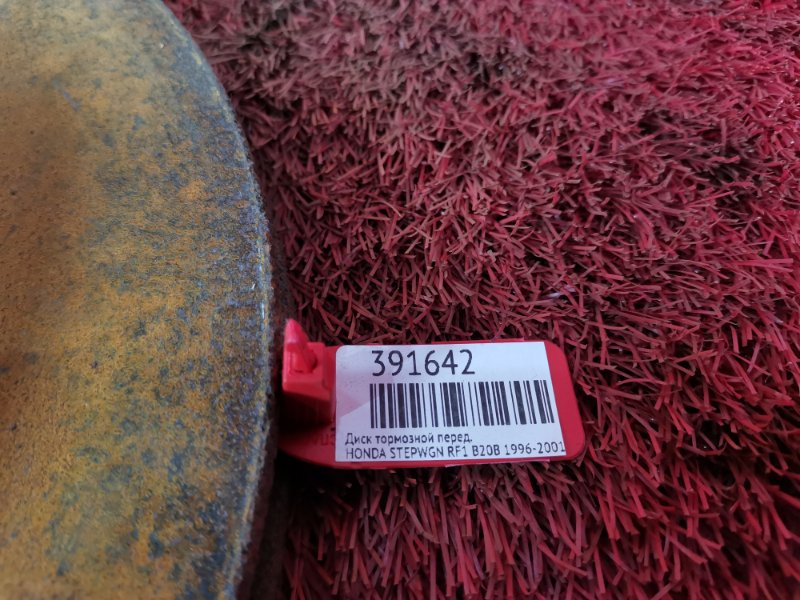 391642
Диск тормозной перед.
HONDA STEPWGN RF1 B20B 1996-2001